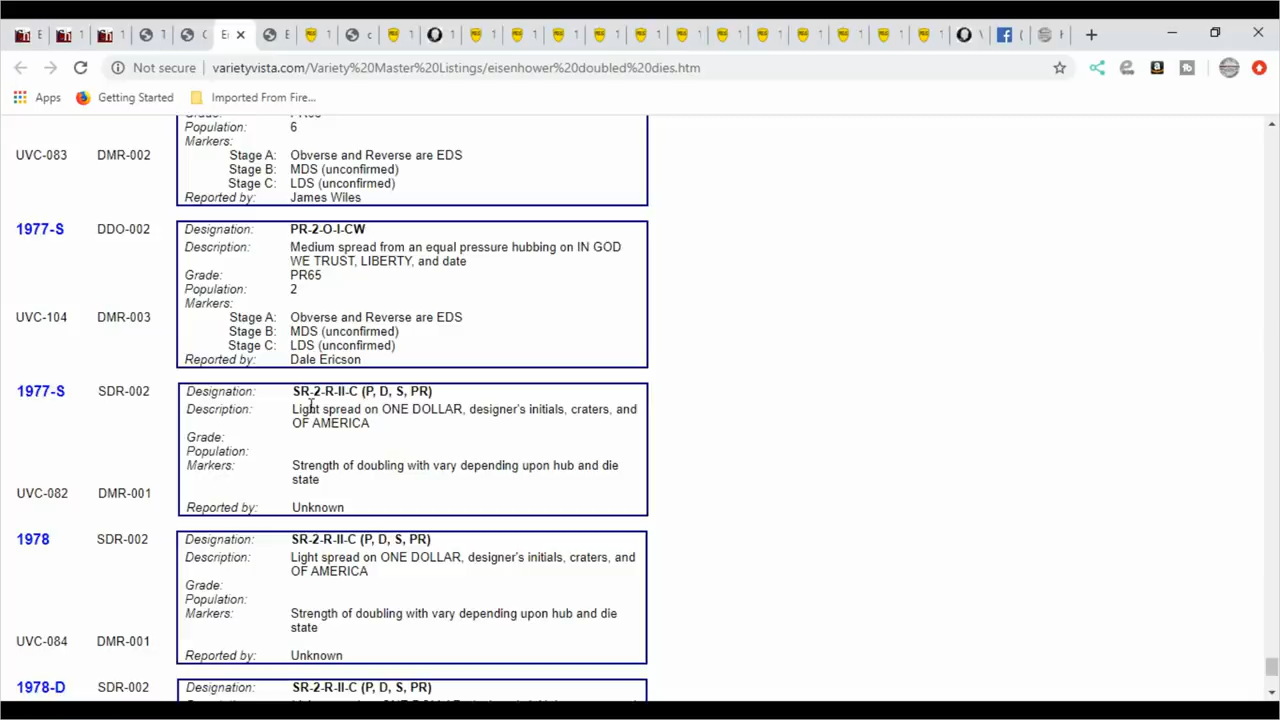 Not secure varietyvista.com/Variety%20Master%20Listings/eisenhower%20doubled%20dies.htm
Apps Getting Started Imported From Fire...
Population: 6
Markers:
UVC-083 DMR-002 Stage A: Obverse and Reverse are EDS
Stage B: MDS (unconfirmed)
Stage C: LDS (unconfirmed)
Reported by: James Wiles
1977-S DDO-002 Designation: PR-2-O-I-CW
Description: Medium spread from an equal pressure hubbing on IN GOD
WE TRUST, LIBERTY, and date
Grade: PR65
Population: 2
Markers:
UVC-104 DMR-003 Stage A: Obverse and Reverse are EDS
Stage B: MDS (unconfirmed)
Stage C: LDS (unconfirmed)
Reported by: Dale Ericson
1977-S SDR-002 Designation: SR-2-R-II-C (P, D, S, PR)
Description: Light spread on ONE DOLLAR, designer's initials, craters, and
OF AMERICA
Grade:
Population:
Markers: Strength of doubling with vary depending upon hub and die
state
UVC-082 DMR-001
Reported by: Unknown
1978 SDR-002 Designation: SR-2-R-II-C (P, D, S, PR)
Description: Light spread on ONE DOLLAR, designer's initials, craters, and
OF AMERICA
Grade:
Population:
Markers: Strength of doubling with vary depending upon hub and die
state
UVC-084 DMR-001
Reported by: Unknown
1978-D SDR-002 Designation: SR-2-R-II-C (P, D, S, PR)